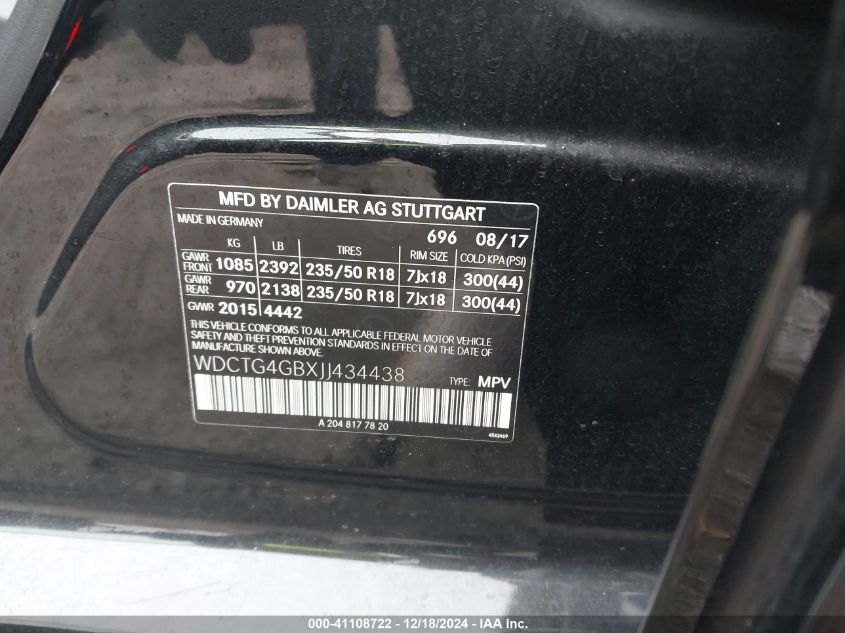 MFD BY DAIMLER AG STUTTGART
MADE IN GERMANY
696 08/17
KG LB TIRES RIM SIZE COLD KPA(PSI)
GAWR FRONT 1085 2392 235/50 R18 7Jx18 300(44)
GAWR REAR 970 2138 235/50 R18 7Jx18 300(44)
GVWR 2015 4442
THIS VEHICLE CONFORMS TO ALL APPLICABLE FEDERAL MOTOR VEHICLE
SAFETY AND THEFT PREVENTION STANDARDS IN EFFECT ON THE DATE OF
MANUFACTURE SHOWN ABOVE.
WDCTG4GBXJJ434438 TYPE: MPV
A 204 817 78 20
4542469
000-41108722 - 12/18/2024 - IAA Inc.